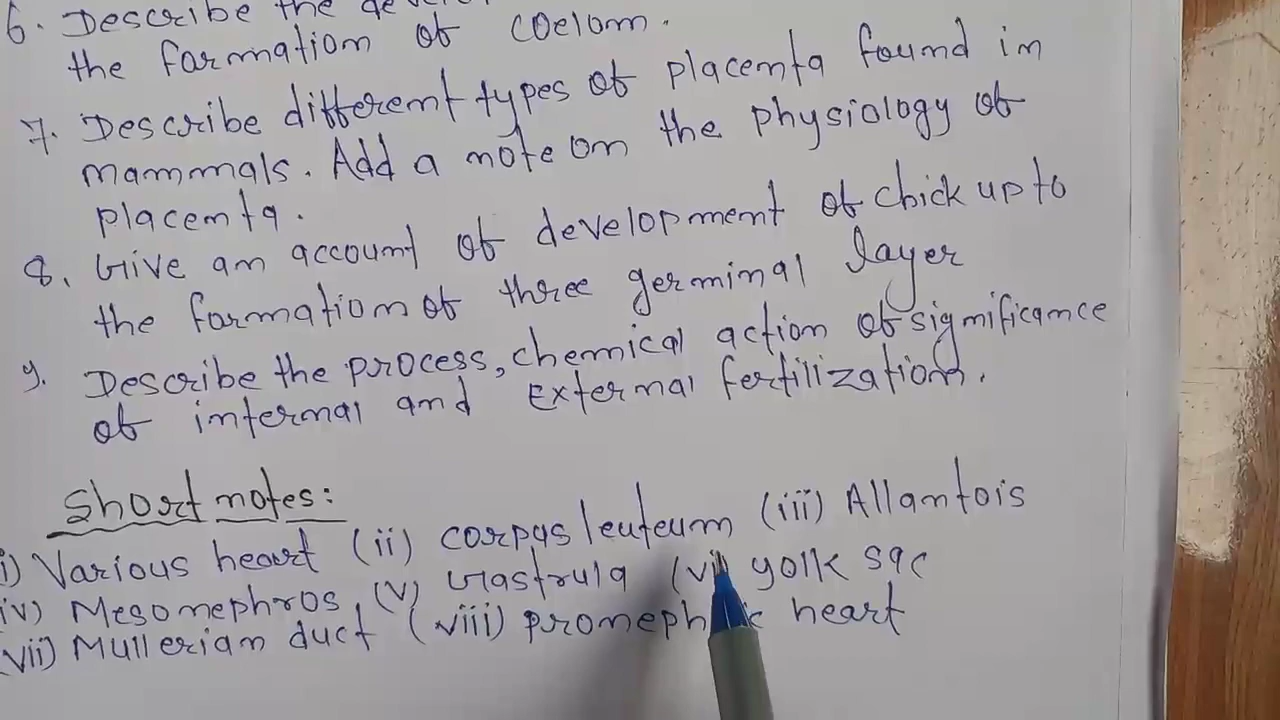 6. Describe the
the formation of coelom.
7. Describe different types of placenta found in
mammals. Add a note on the physiology of
placenta.
8. Give an account of development of chick up to
the formation of three germinal layer
9. Describe the process, chemical action of significance
of internal and External fertilization.
Short notes:
i) Various heart (ii) corpus leuteum (iii) Allantois
iv) Mesonephros, (v) Gastrula (vi) yolk sac
(vii) Mullerian duct (viii) heart